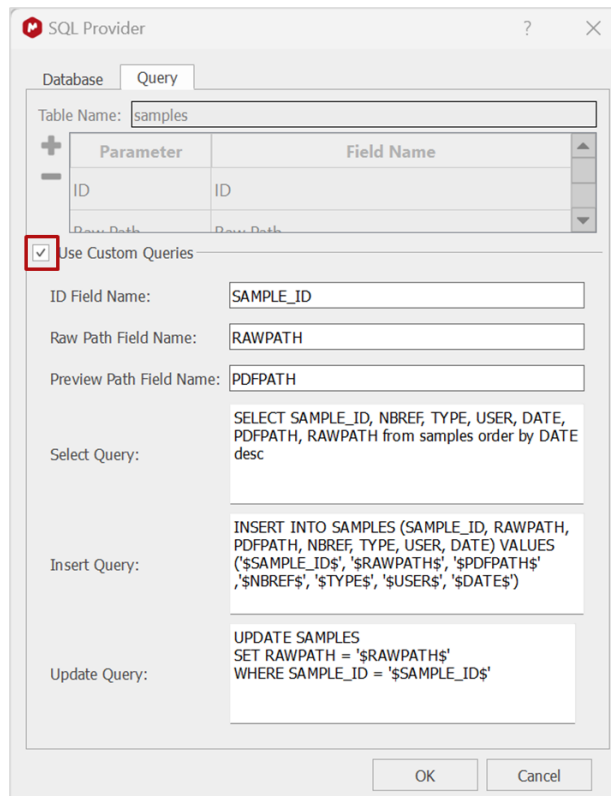 SQL Provider
?
Database Query
Table Name: samples
Parameter Field Name
ID ID
Raw Path Raw Path
Use Custom Queries
ID Field Name: SAMPLE_ID
Raw Path Field Name: RAWPATH
Preview Path Field Name: PDFPATH
Select Query:
SELECT SAMPLE_ID, NBREF, TYPE, USER, DATE,
PDFPATH, RAWPATH from samples order by DATE
desc
Insert Query:
INSERT INTO SAMPLES (SAMPLE_ID, RAWPATH,
PDFPATH, NBREF, TYPE, USER, DATE) VALUES
('$SAMPLE_ID$', '$RAWPATH$', '$PDFPATH$'
,'$NBREF$', '$TYPE$', '$USER$', '$DATE$')
Update Query:
UPDATE SAMPLES
SET RAWPATH = '$RAWPATH$'
WHERE SAMPLE_ID = '$SAMPLE_ID$'
OK Cancel